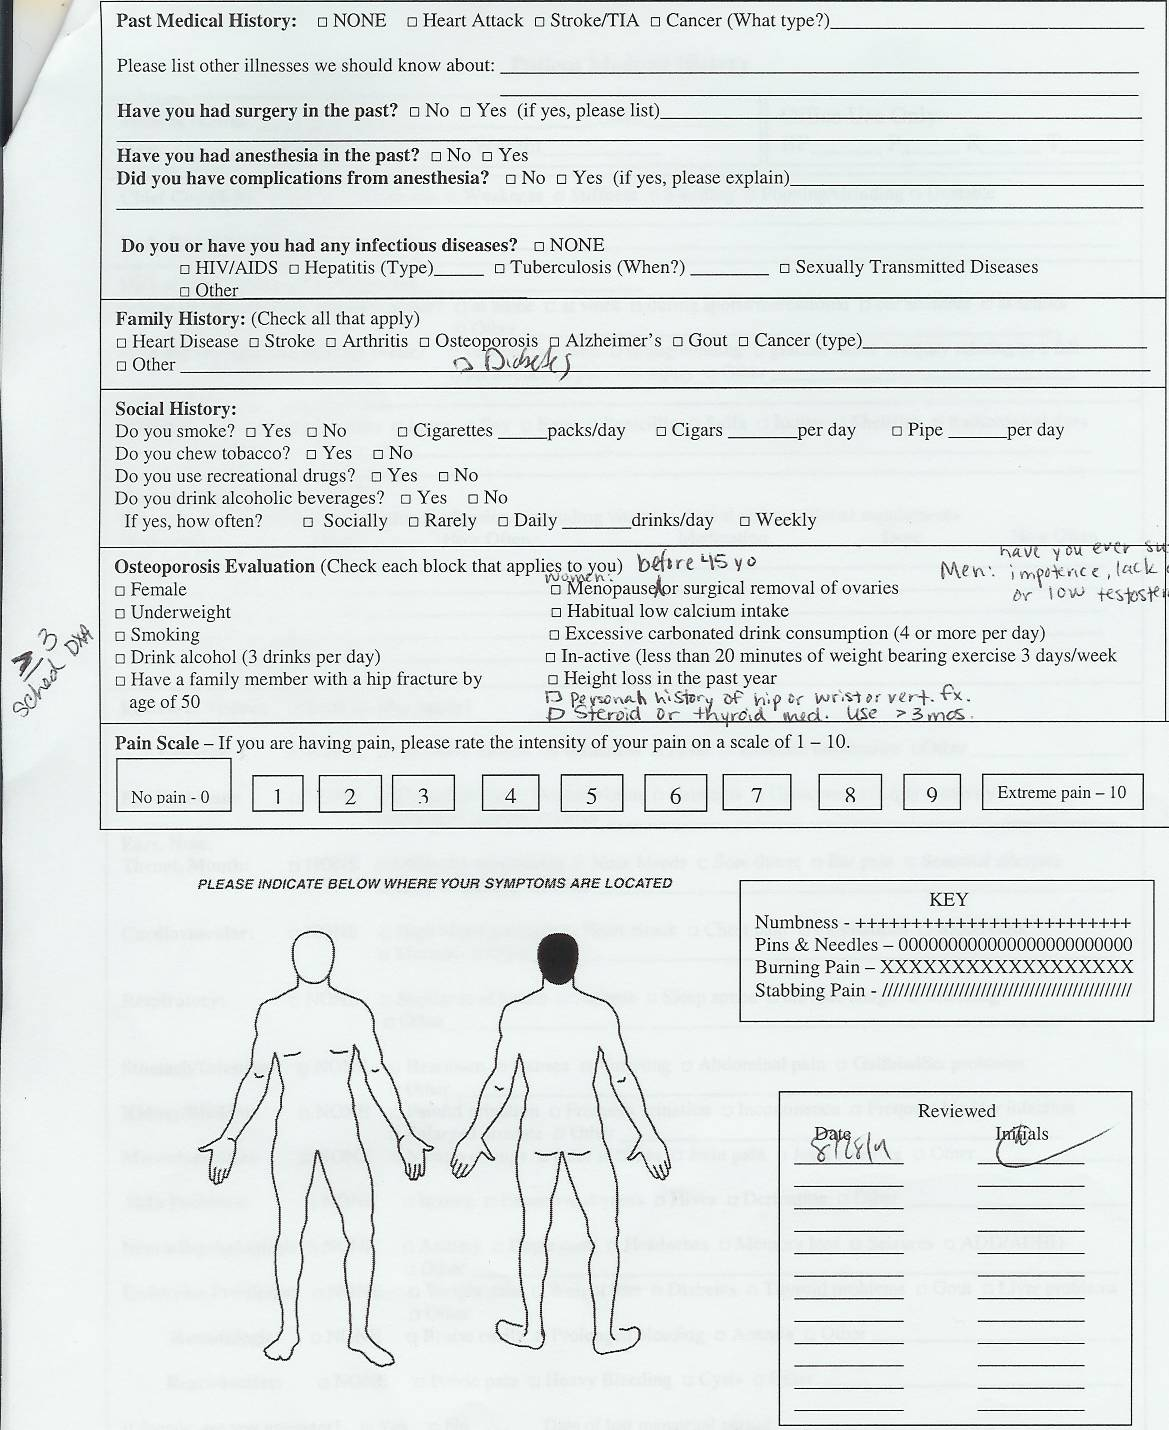 Past Medical History: □ NONE □ Heart Attack □ Stroke/TIA □ Cancer (What type?)
Please list other illnesses we should know about:
Have you had surgery in the past? □ No □ Yes (if yes, please list)
Have you had anesthesia in the past? □ No □ Yes
Did you have complications from anesthesia? □ No □ Yes (if yes, please explain)
Do you or have you had any infectious diseases? □ NONE
□ HIV/AIDS □ Hepatitis (Type)_____ □ Tuberculosis (When?) ________ □ Sexually Transmitted Diseases
□ Other
Family History: (Check all that apply)
□ Heart Disease □ Stroke □ Arthritis □ Osteoporosis □ Alzheimer's □ Gout □ Cancer (type)
□ Other □ Diabetes
Social History:
Do you smoke? □ Yes □ No □ Cigarettes _____packs/day □ Cigars _______per day □ Pipe ______per day
Do you chew tobacco? □ Yes □ No
Do you use recreational drugs? □ Yes □ No
Do you drink alcoholic beverages? □ Yes □ No
If yes, how often? □ Socially □ Rarely □ Daily _______drinks/day □ Weekly
Osteoporosis Evaluation (Check each block that applies to you) before 45 yo
have you ever su
Men: impotence, lack
or low testoster
women:
□ Female □ Menopause/or surgical removal of ovaries
□ Underweight □ Habitual low calcium intake
□ Smoking □ Excessive carbonated drink consumption (4 or more per day)
□ Drink alcohol (3 drinks per day) □ In-active (less than 20 minutes of weight bearing exercise 3 days/week
□ Have a family member with a hip fracture by □ Height loss in the past year
age of 50 □ Personal history of hip or wrist or vert. fx.
□ Steroid or thyroid med. use >3 mos.
≥ 3
sched DXA
Pain Scale – If you are having pain, please rate the intensity of your pain on a scale of 1 – 10.
No pain - 0 1 2 3 4 5 6 7 8 9 Extreme pain – 10
PLEASE INDICATE BELOW WHERE YOUR SYMPTOMS ARE LOCATED
KEY
Numbness - +++++++++++++++++++++++++
Pins & Needles – 00000000000000000000000
Burning Pain – XXXXXXXXXXXXXXXXXX
Stabbing Pain - //////////////////////////////////////////
Reviewed
Date Initials